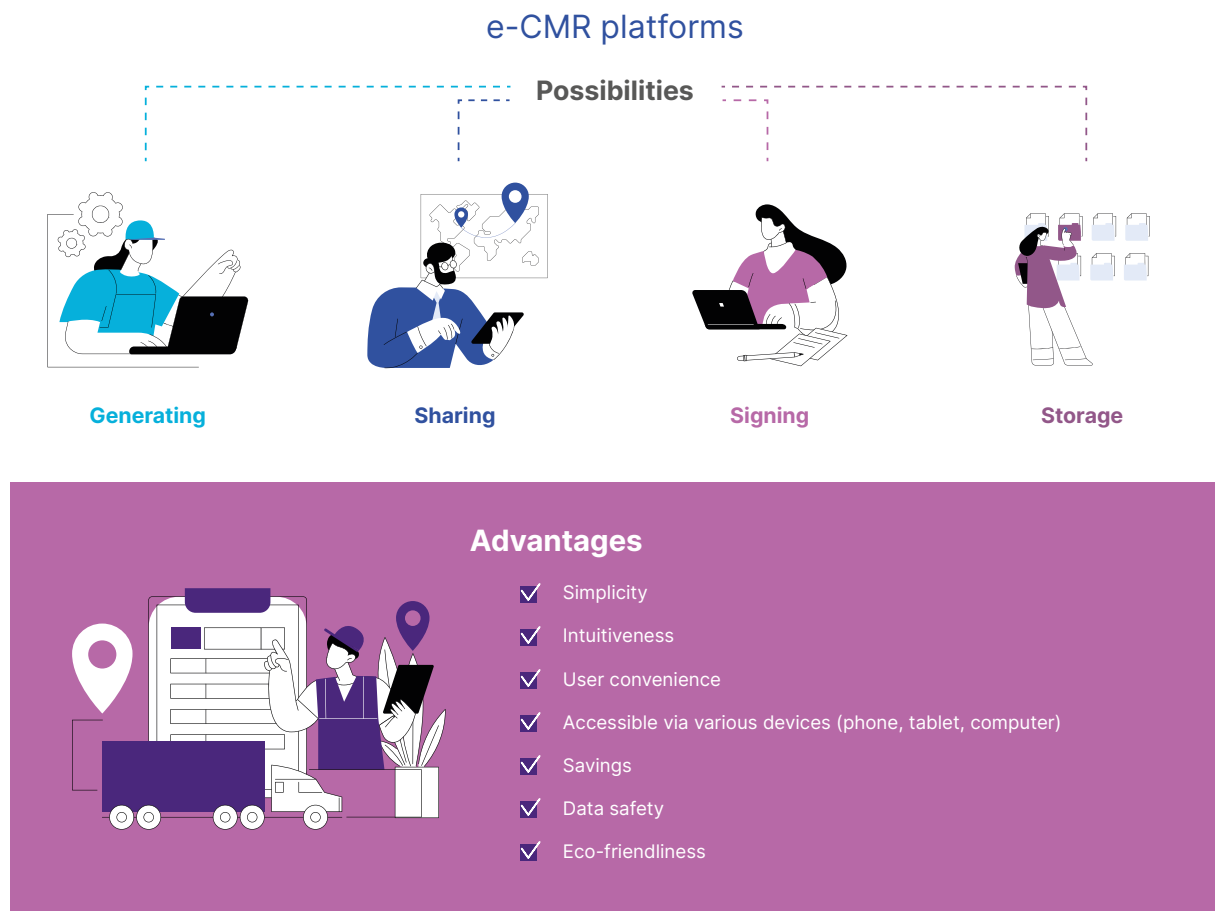 e-CMR platforms
Possibilities
Generating
Sharing
Signing
Storage
Advantages
Simplicity
Intuitiveness
User convenience
Accessible via various devices (phone, tablet, computer)
Savings
Data safety
Eco-friendliness